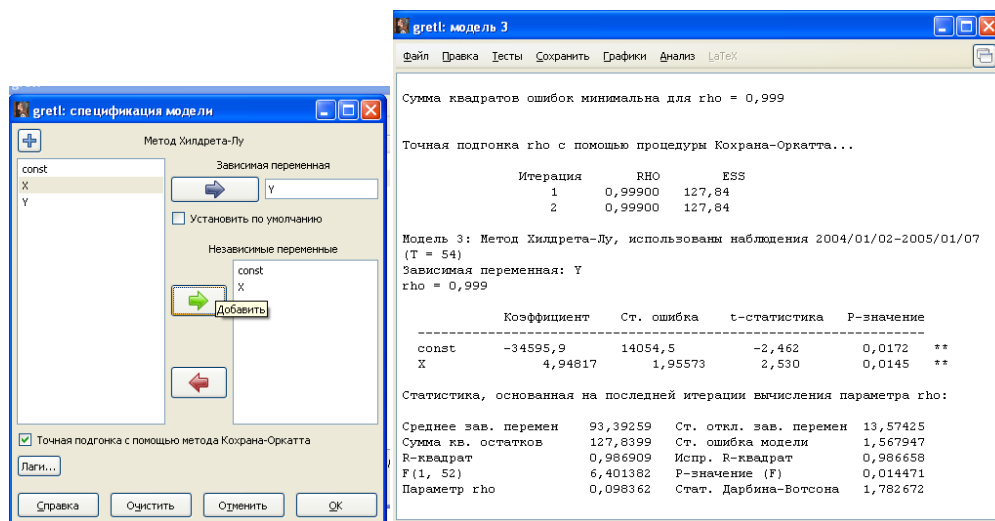 gretl: спецификация модели
Метод Хилдрета-Лу
const
X
Y
Зависимая переменная
Y
Установить по умолчанию
Независимые переменные
const
X
Добавить
Точная подгонка с помощью метода Кохрана-Оркатта
Лаги...
Справка Очистить Отменить OK
gretl: модель 3
Файл Правка Тесты Сохранить Графики Анализ LaTeX
Сумма квадратов ошибок минимальна для rho = 0,999
Точная подгонка rho с помощью процедуры Кохрана-Оркатта...
Итерация RHO ESS
1 0,99900 127,84
2 0,99900 127,84
Модель 3: Метод Хилдрета-Лу, использованы наблюдения 2004/01/02-2005/01/07
(T = 54)
Зависимая переменная: Y
rho = 0,999
Коэффициент Ст. ошибка t-статистика P-значение
const -34595,9 14054,5 -2,462 0,0172 **
X 4,94817 1,95573 2,530 0,0145 **
Статистика, основанная на последней итерации вычисления параметра rho:
Среднее зав. перемен 93,39259 Ст. откл. зав. перемен 13,57425
Сумма кв. остатков 127,8399 Ст. ошибка модели 1,567947
R-квадрат 0,986909 Испр. R-квадрат 0,986658
F(1, 52) 6,401382 P-значение (F) 0,014471
Параметр rho 0,098362 Стат. Дарбина-Вотсона 1,782672